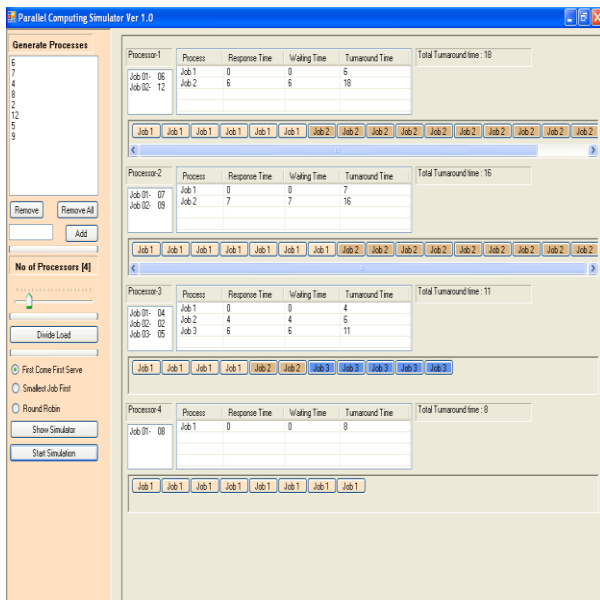 Parallel Computing Simulator Ver 1.0
Generate Processes
6
7
4
8
2
12
5
9
Remove Remove All
Add
No of Processors [4]
Divide Load
First Come First Serve
Smallest Job First
Round Robin
Show Simulator
Start Simulation
Processor-1
Job 01- 06
Job 02- 12
Process Response Time Waiting Time Turnaround Time
Job 1 0 0 6
Job 2 6 6 18
Total Turnaround time : 18
Job 1 Job 1 Job 1 Job 1 Job 1 Job 1 Job 2 Job 2 Job 2 Job 2 Job 2 Job 2 Job 2 Job 2 Job 2 Job 2
Processor-2
Job 01- 07
Job 02- 09
Process Response Time Waiting Time Turnaround Time
Job 1 0 0 7
Job 2 7 7 16
Total Turnaround time : 16
Job 1 Job 1 Job 1 Job 1 Job 1 Job 1 Job 1 Job 2 Job 2 Job 2 Job 2 Job 2 Job 2 Job 2 Job 2 Job 2
Processor-3
Job 01- 04
Job 02- 02
Job 03- 05
Process Response Time Waiting Time Turnaround Time
Job 1 0 0 4
Job 2 4 4 6
Job 3 6 6 11
Total Turnaround time : 11
Job 1 Job 1 Job 1 Job 1 Job 2 Job 2 Job 3 Job 3 Job 3 Job 3 Job 3
Processor-4
Job 01- 08
Process Response Time Waiting Time Turnaround Time
Job 1 0 0 8
Total Turnaround time : 8
Job 1 Job 1 Job 1 Job 1 Job 1 Job 1 Job 1 Job 1